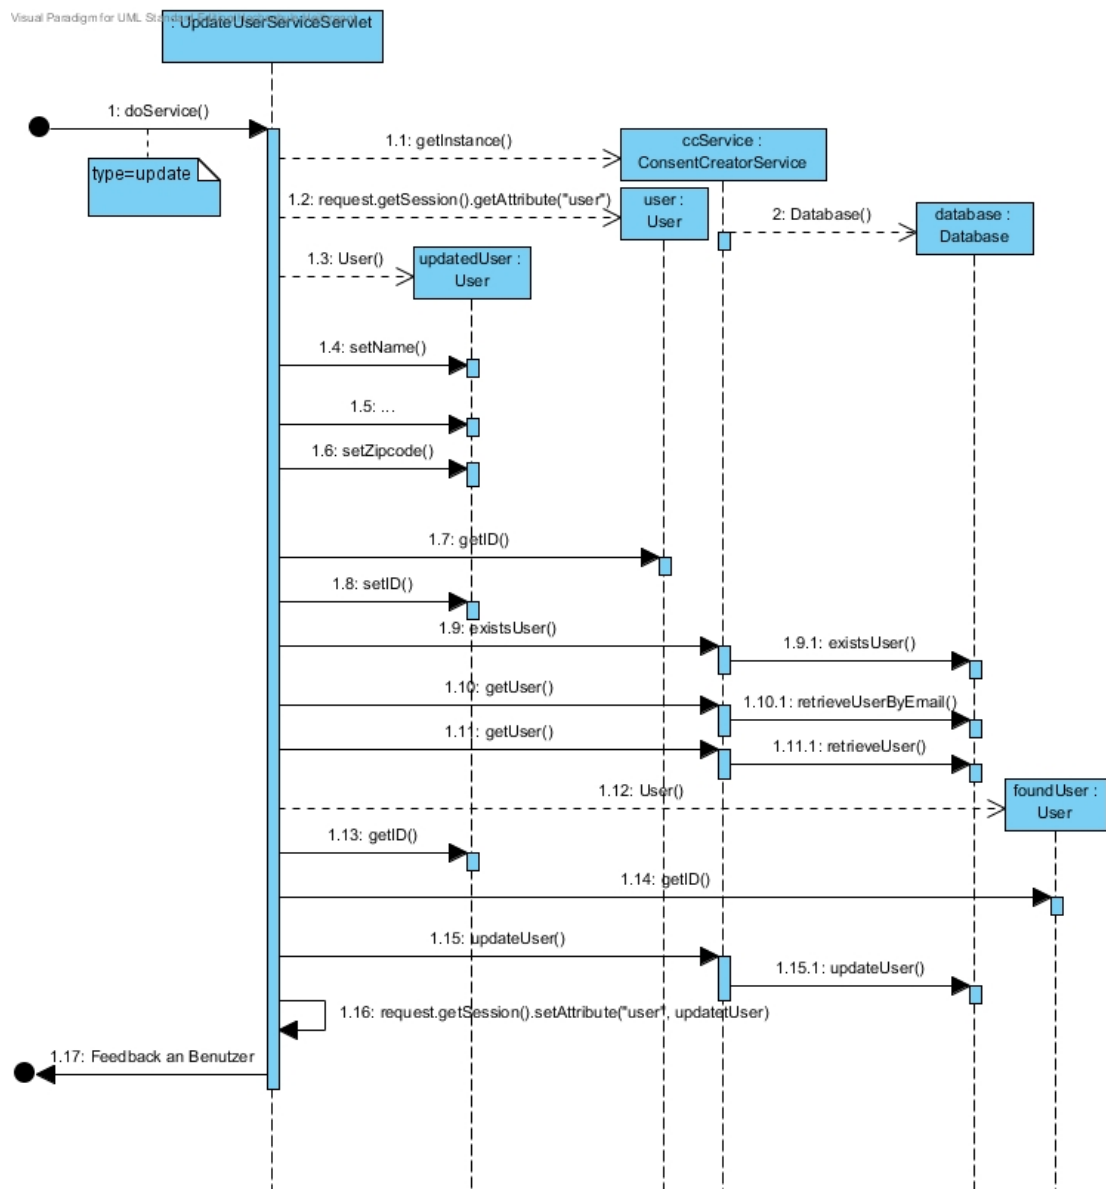 Visual Paradigm for UML
: UpdateUserServiceServlet
1: doService()
type=update
1.1: getInstance()
ccService :
ConsentCreatorService
1.2: request.getSession().getAttribute("user")
user :
User
2: Database()
database :
Database
1.3: User()
updatedUser :
User
1.4: setName()
1.5: ...
1.6: setZipcode()
1.7: getID()
1.8: setID()
1.9: existsUser()
1.9.1: existsUser()
1.10: getUser()
1.10.1: retrieveUserByEmail()
1.11: getUser()
1.11.1: retrieveUser()
1.12: User()
foundUser :
User
1.13: getID()
1.14: getID()
1.15: updateUser()
1.15.1: updateUser()
1.16: request.getSession().setAttribute("user", updatetUser)
1.17: Feedback an Benutzer